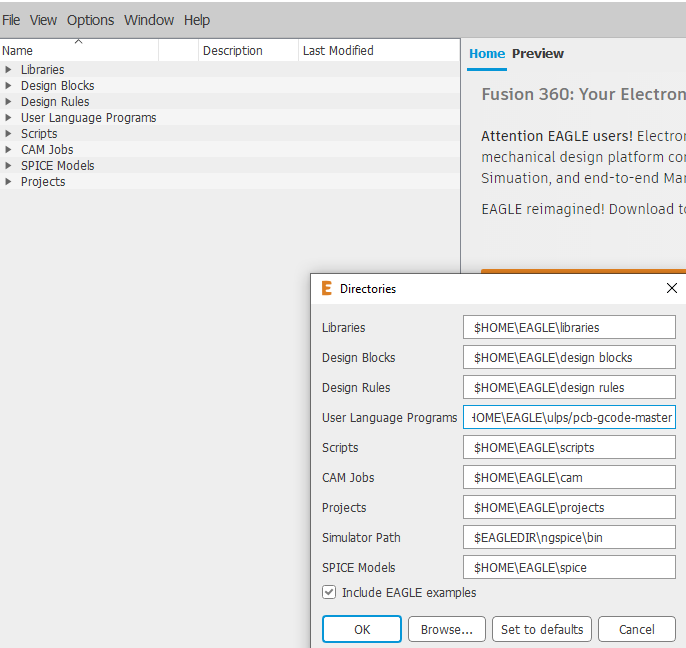 File View Options Window Help
Name Description Last Modified
Libraries
Design Blocks
Design Rules
User Language Programs
Scripts
CAM Jobs
SPICE Models
Projects
Home Preview
Fusion 360: Your Electron
Attention EAGLE users! Electron
mechanical design platform co
Simuation, and end-to-end Ma
EAGLE reimagined! Download t
E Directories
Libraries $HOME\EAGLE\libraries
Design Blocks $HOME\EAGLE\design blocks
Design Rules $HOME\EAGLE\design rules
User Language Programs HOME\EAGLE\ulps/pcb-gcode-master
Scripts $HOME\EAGLE\scripts
CAM Jobs $HOME\EAGLE\cam
Projects $HOME\EAGLE\projects
Simulator Path $EAGLEDIR\ngspice\bin
SPICE Models $HOME\EAGLE\spice
Include EAGLE examples
OK Browse... Set to defaults Cancel